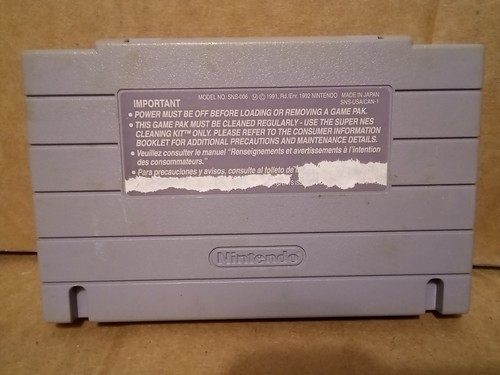 MODEL NO. SNS-006 Ⓜ © 1991, Rd./Enr. 1992 NINTENDO MADE IN JAPAN
IMPORTANT SNS-USA/CAN-1
• POWER MUST BE OFF BEFORE LOADING OR REMOVING A GAME PAK.
• THIS GAME PAK MUST BE CLEANED REGULARLY - USE THE SUPER NES
CLEANING KIT™ ONLY. PLEASE REFER TO THE CONSUMER INFORMATION
BOOKLET FOR ADDITIONAL PRECAUTIONS AND MAINTENANCE DETAILS.
• Veuillez consulter le manuel "Renseignements et avertissements à l'intention
des consommateurs."
• Para precauciones y avisos, consulte al folleto de
Nintendo